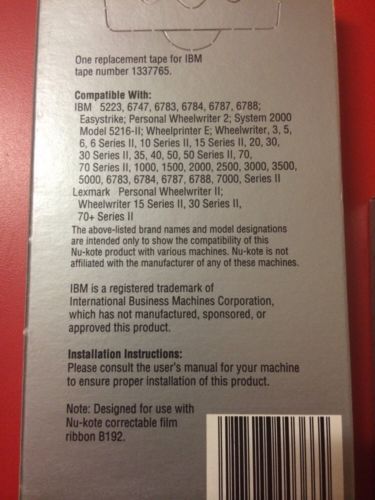 One replacement tape for IBM
tape number 1337765.
Compatible With:
IBM 5223, 6747, 6783, 6784, 6787, 6788;
Easystrike; Personal Wheelwriter 2; System 2000
Model 5216-II; Wheelprinter E; Wheelwriter, 3, 5,
6, 6 Series II, 10 Series II, 15 Series II, 20, 30,
30 Series II, 35, 40, 50, 50 Series II, 70,
70 Series II, 1000, 1500, 2000, 2500, 3000, 3500,
5000, 6783, 6784, 6787, 6788, 7000, Series II
Lexmark Personal Wheelwriter II;
Wheelwriter 15 Series II, 30 Series II,
70+ Series II
The above-listed brand names and model designations
are intended only to show the compatibility of this
Nu-kote product with various machines. Nu-kote is not
affiliated with the manufacturer of any of these machines.
IBM is a registered trademark of
International Business Machines Corporation,
which has not manufactured, sponsored, or
approved this product.
Installation Instructions:
Please consult the user's manual for your machine
to ensure proper installation of this product.
Note: Designed for use with
Nu-kote correctable film
ribbon B192.